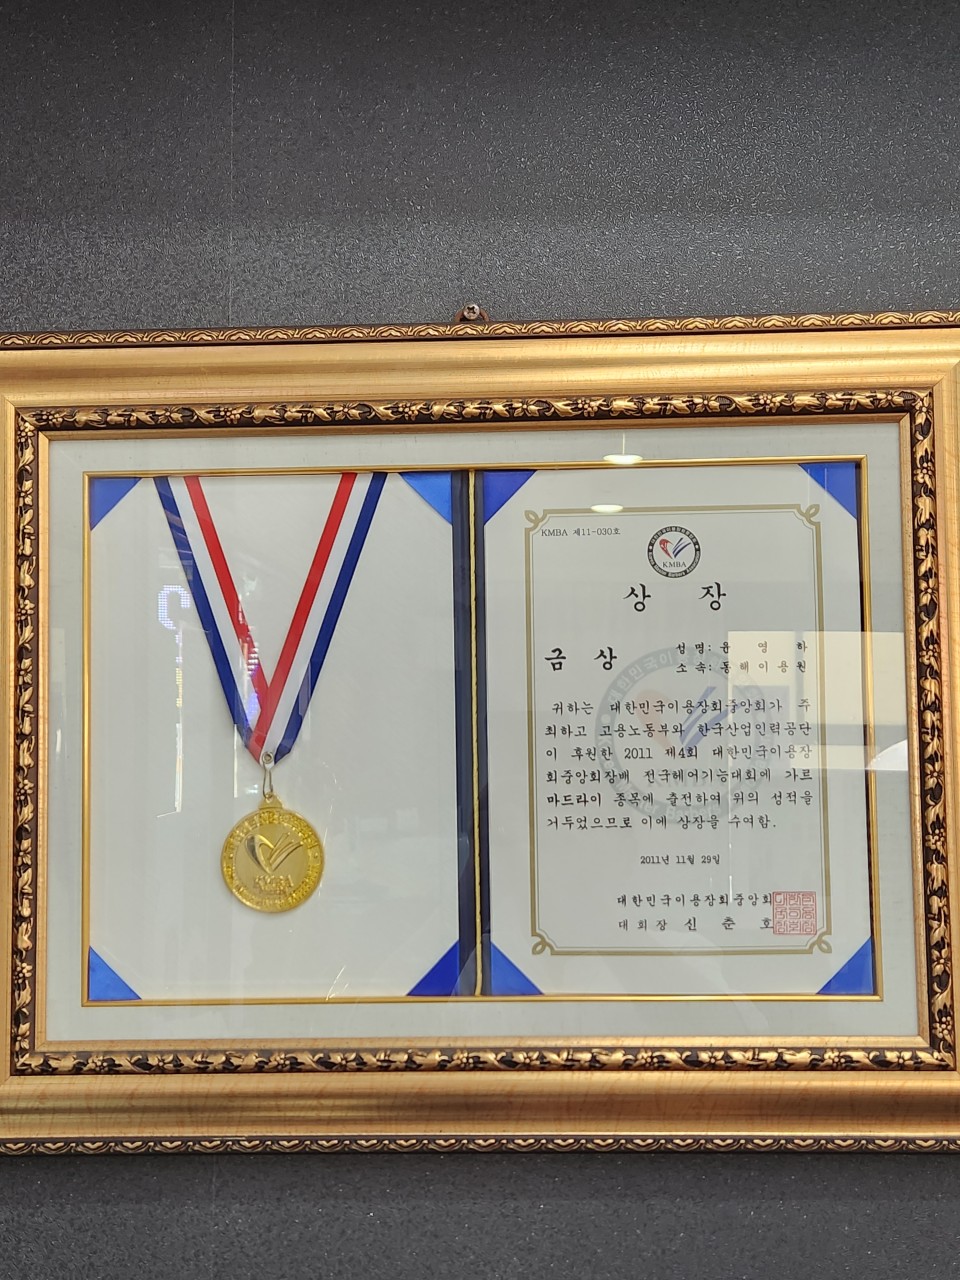 KMBA 제11-030호
KMBA
상 장
금 상
성 명 : 윤 영 하
소 속 : 동해이용원
귀하는 대한민국이용장회중앙회가 주
최하고 고용노동부와 한국산업인력공단
이 후원한 2011 제4회 대한민국이용장
회중앙회장배 전국헤어기능대회에 가르
마드라이 종목에 출전하여 위의 성적을
거두었으므로 이에 상장을 수여함.
2011년 11월 29일
대한민국이용장회중앙회
대회장 신 춘 호
KMBA